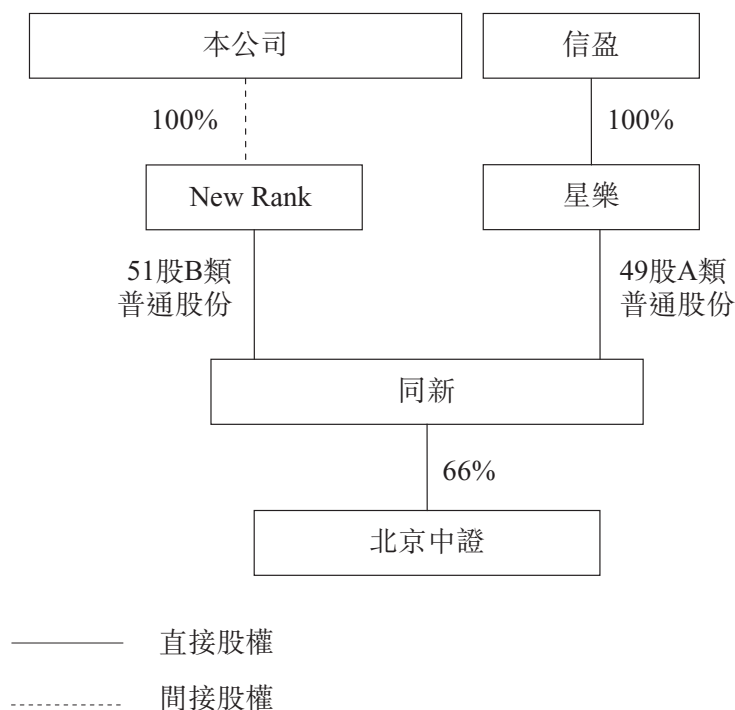 本公司
信盈
100%
100%
New Rank
星樂
51股B類
普通股份
49股A類
普通股份
同新
66%
北京中證
直接股權
間接股權